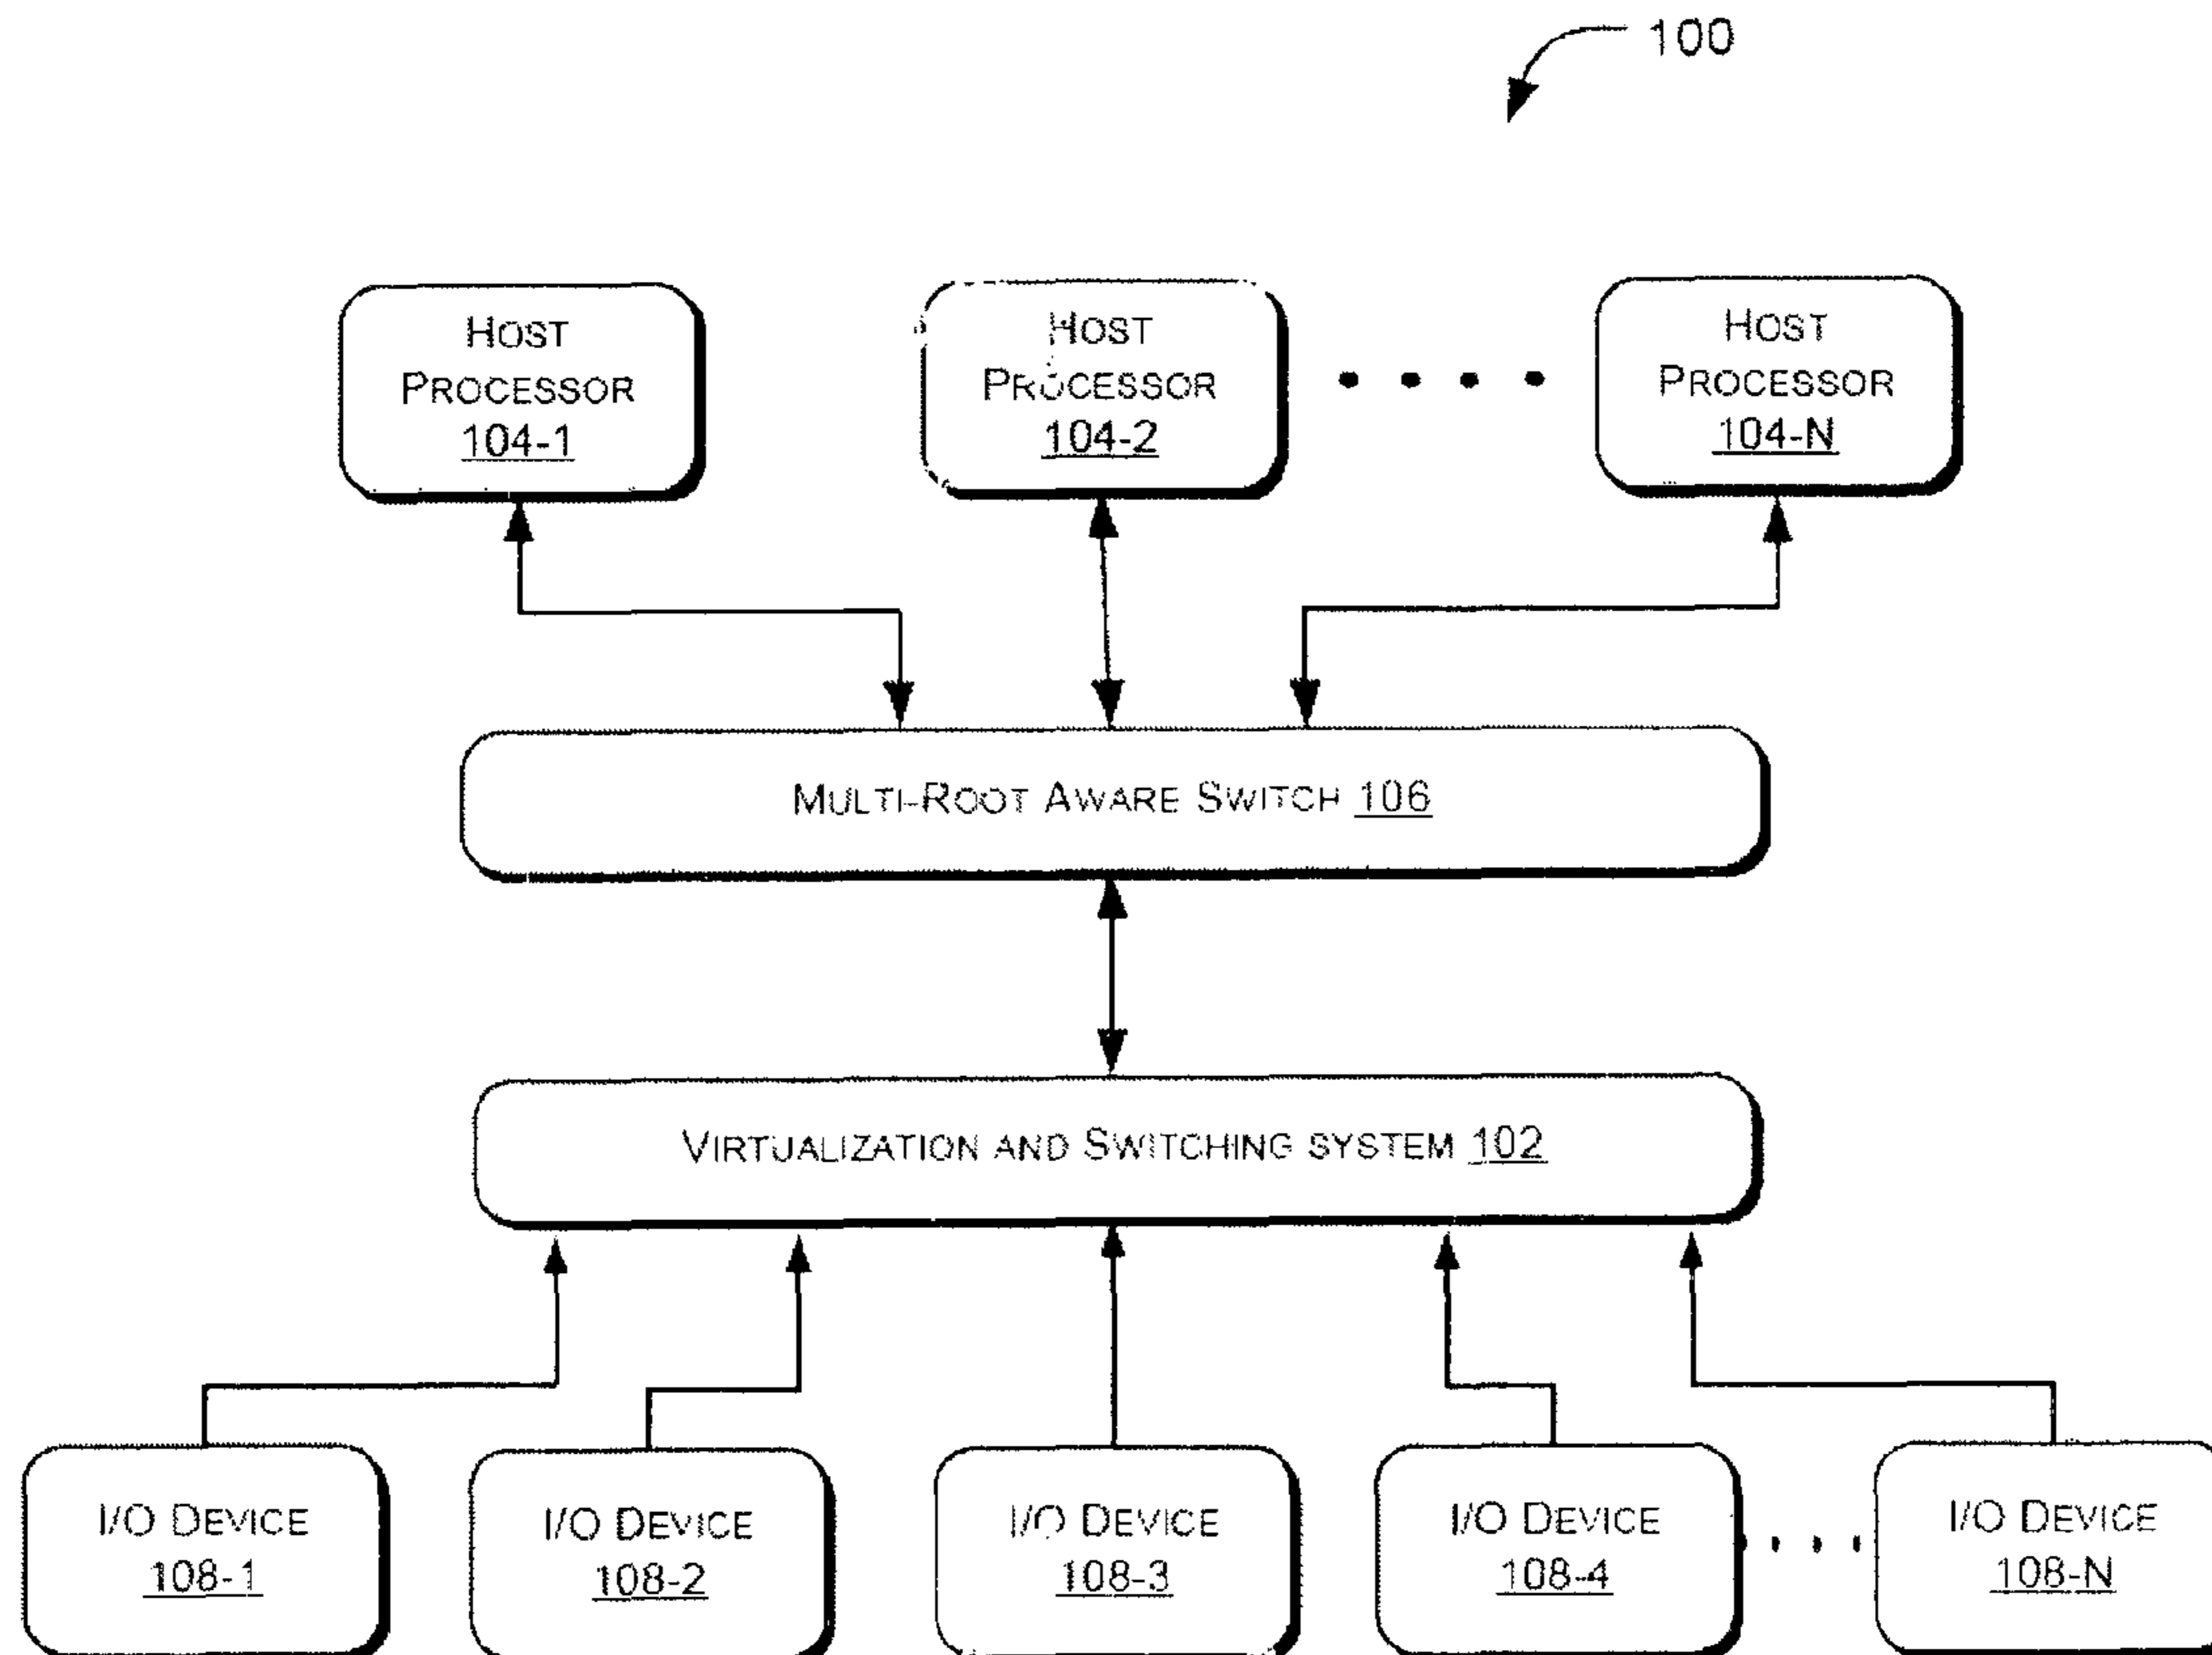 100
HOST
PROCESSOR
104-1
HOST
PROCESSOR
104-2
HOST
PROCESSOR
104-N
MULTI-ROOT AWARE SWITCH 106
VIRTUALIZATION AND SWITCHING SYSTEM 102
I/O DEVICE
108-1
I/O DEVICE
108-2
I/O DEVICE
108-3
I/O DEVICE
108-4
I/O DEVICE
108-N